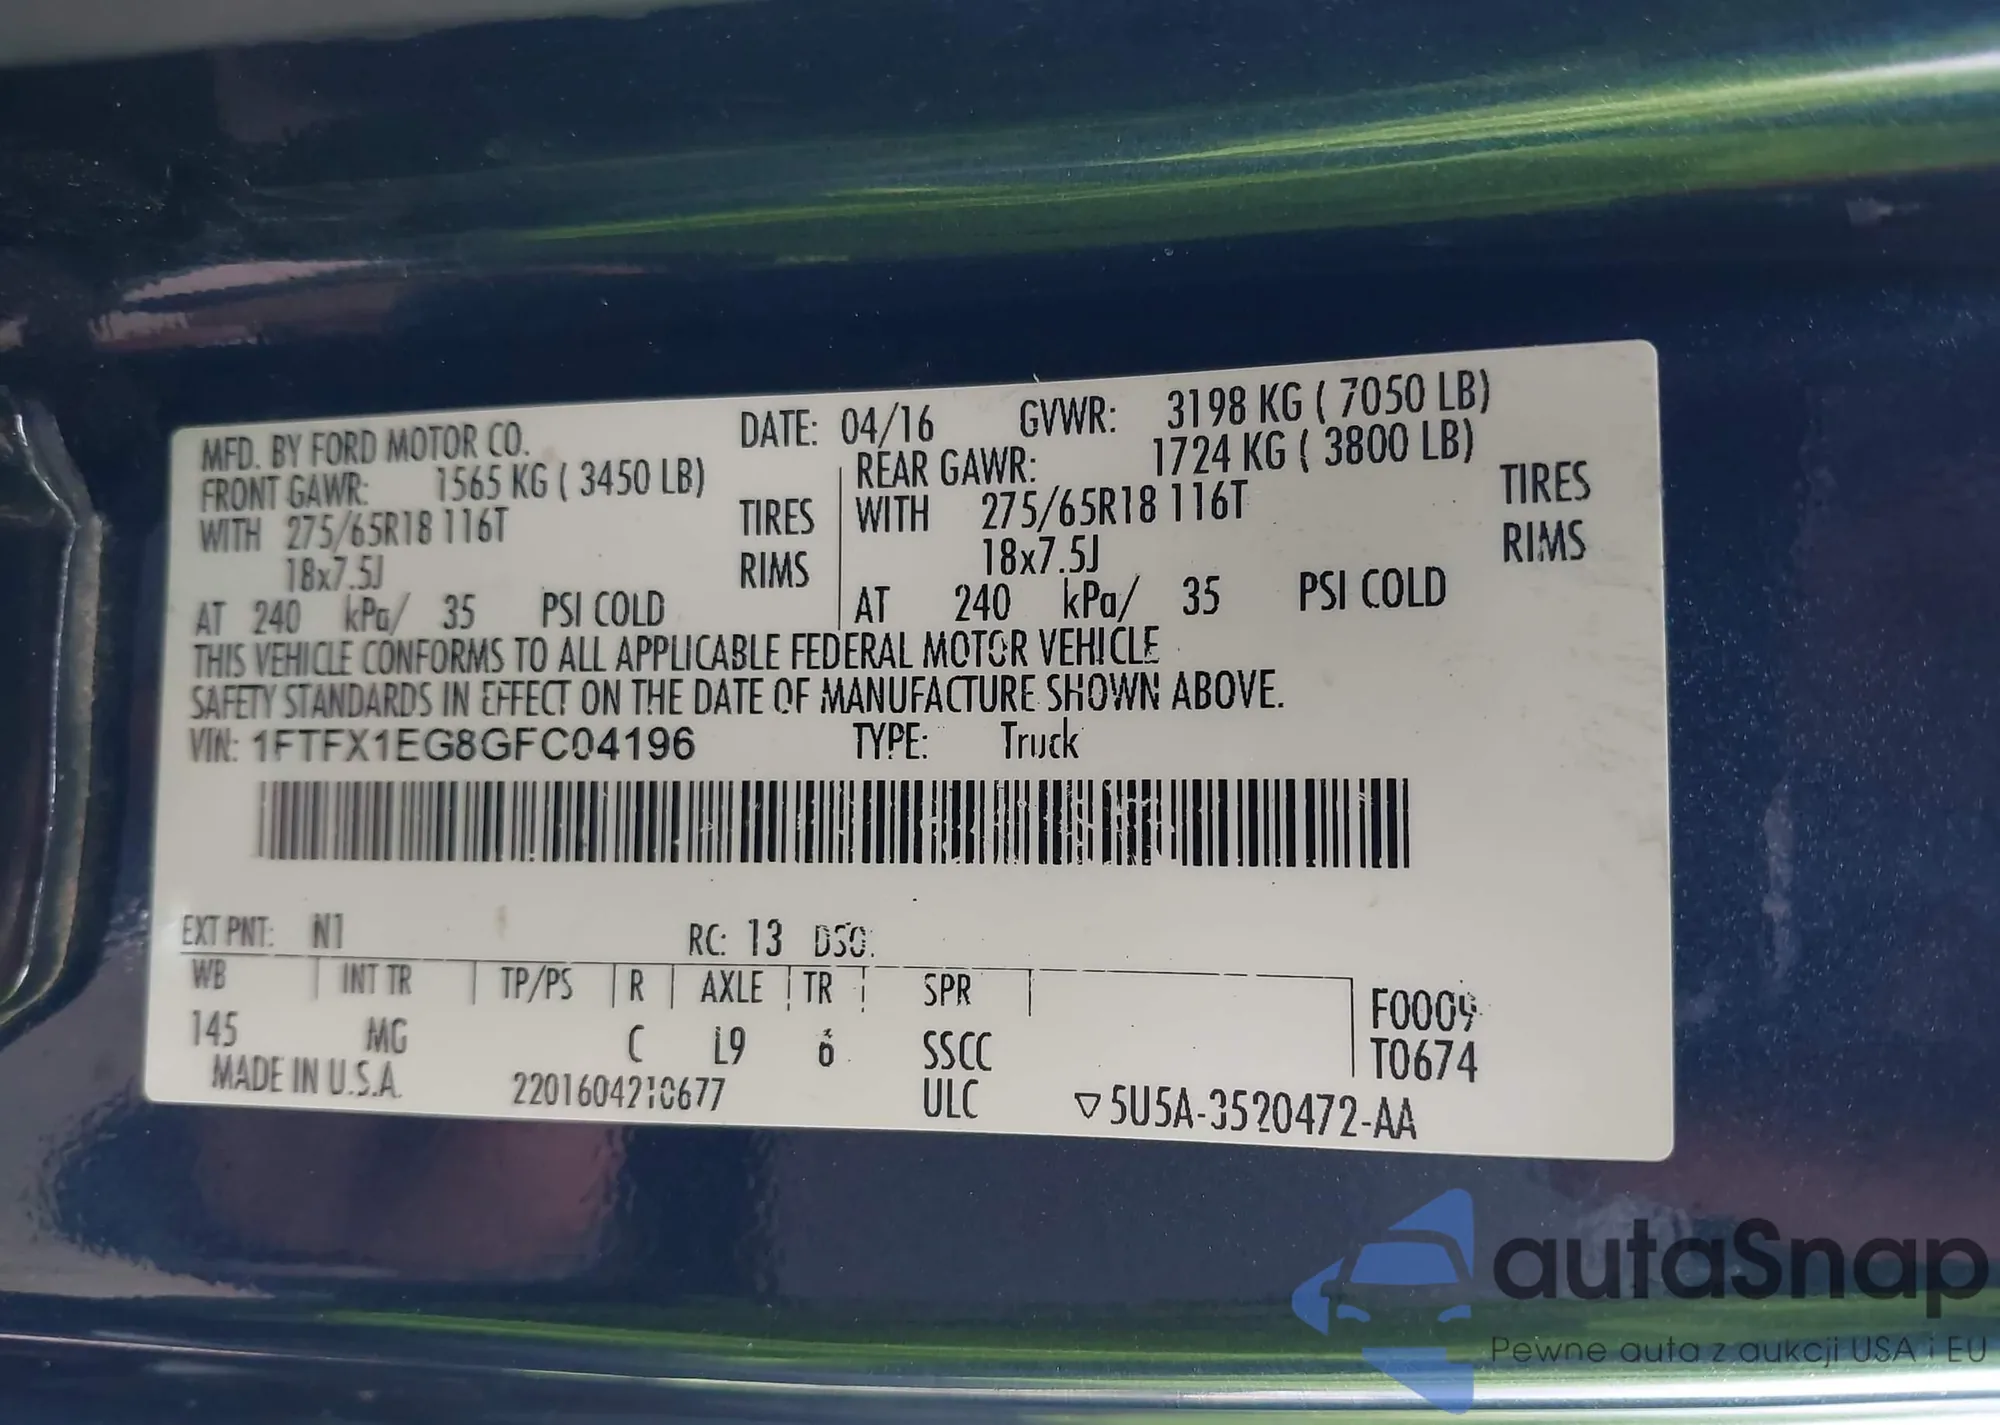 MFD. BY FORD MOTOR CO. DATE: 04/16 GVWR: 3198 KG ( 7050 LB)
FRONT GAWR: 1565 KG ( 3450 LB) REAR GAWR: 1724 KG ( 3800 LB)
WITH 275/65R18 116T TIRES WITH 275/65R18 116T TIRES
18x7.5J RIMS 18x7.5J RIMS
AT 240 kPa/ 35 PSI COLD AT 240 kPa/ 35 PSI COLD
THIS VEHICLE CONFORMS TO ALL APPLICABLE FEDERAL MOTOR VEHICLE
SAFETY STANDARDS IN EFFECT ON THE DATE OF MANUFACTURE SHOWN ABOVE.
VIN: 1FTFX1EG8GFC04196 TYPE: Truck
EXT PNT: N1 RC: 13 DSO:
WB INT TR TP/PS R AXLE TR SPR
F0009
145 MG C L9 6 SSCC
T0674
MADE IN U.S.A. 2201604210677 ULC ▽5U5A-3520472-AA
autaSnap
Pewne auta z aukcji USA i EU